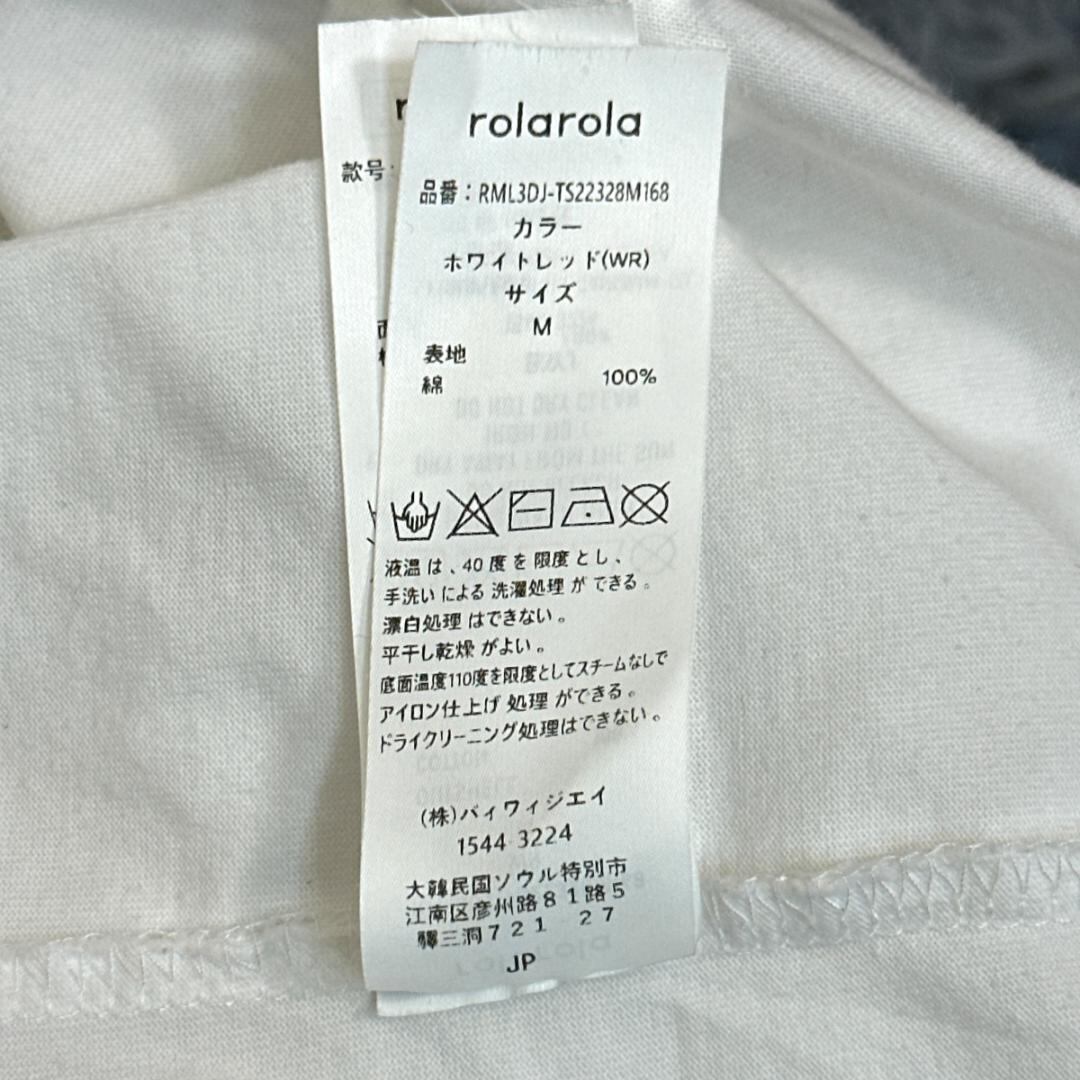 rolarola
款号:
品番：RML3DJ-TS22328M168
カラー
ホワイトレッド(WR)
サイズ
M
表地
綿 100%
液温は、40度を限度とし、
手洗いによる洗濯処理ができる。
漂白処理はできない。
平干し乾燥がよい。
底面温度110度を限度としてスチームなしで
アイロン仕上げ処理ができる。
ドライクリーニング処理はできない。
(株)バイワィジエイ
1544 3224
大韓民国ソウル特別市
江南区彦州路81路5
驛三洞721 27
JP